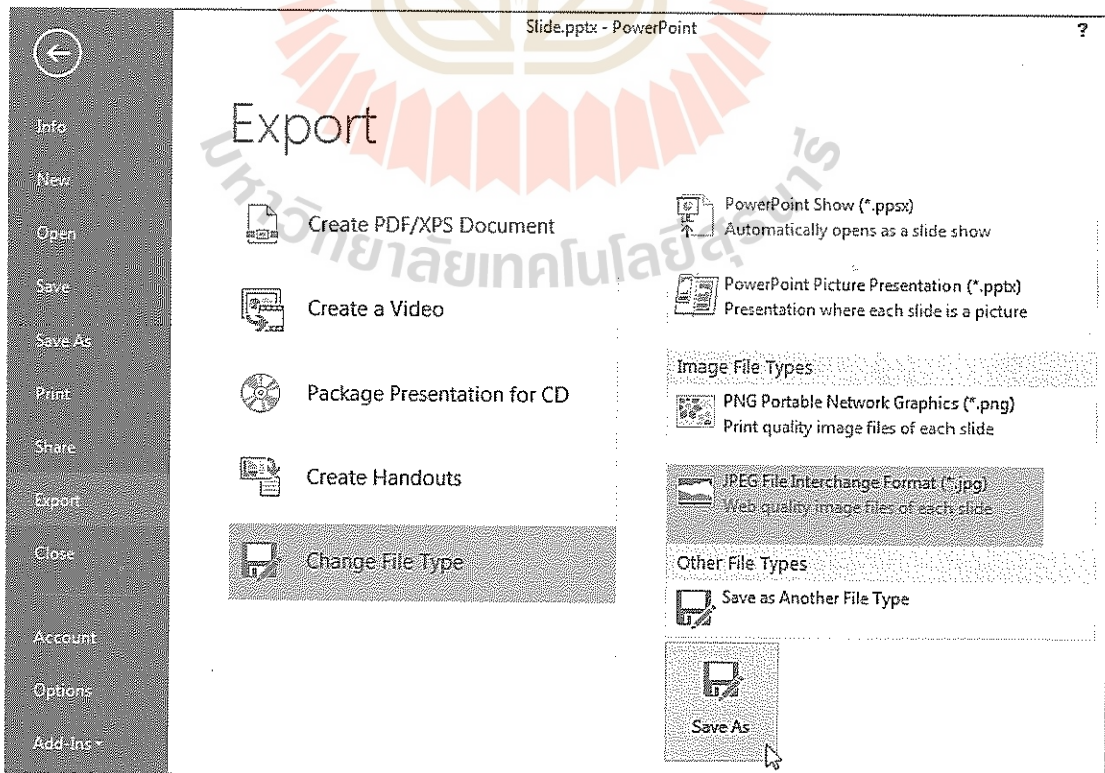 Slide.pptx - PowerPoint
?
Info
New
Open
Save
Save As
Print
Share
Export
Close
Account
Options
Add-Ins
Export
Create PDF/XPS Document
Create a Video
Package Presentation for CD
Create Handouts
Change File Type
PowerPoint Show (*.ppsx)
Automatically opens as a slide show
PowerPoint Picture Presentation (*.pptx)
Presentation where each slide is a picture
Image File Types
PNG Portable Network Graphics (*.png)
Print quality image files of each slide
JPEG File Interchange Format (*.jpg)
Web quality image files of each slide
Other File Types
Save as Another File Type
Save As
มหาวิทยาลัยเทคโนโลยีสุรนารี